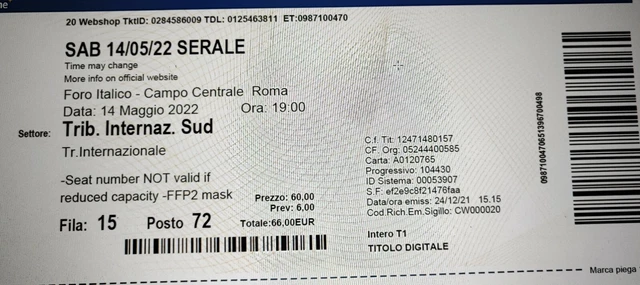 20 Webshop TktID: 0284586009 TDL: 0125463811 ET:0987100470
SAB 14/05/22 SERALE
Time may change
More info on official website
Foro Italico - Campo Centrale Roma
Data: 14 Maggio 2022 Ora: 19:00
Settore: Trib. Internaz. Sud
Tr.Internazionale
-Seat number NOT valid if
reduced capacity -FFP2 mask
Prezzo: 60,00
Prev: 6,00
Fila: 15 Posto 72 Totale:66,00EUR
C.f. Tit: 12471480157
CF. Org: 05244400585
Carta: A0120765
Progressivo: 104430
ID Sistema: 00053907
S.F: ef2e9c8f21476faa
Data/ora emiss: 24/12/21 15.15
Cod.Rich.Em.Sigillo: CW000020
Intero T1
TITOLO DIGITALE
0987100470651396700498
Marca piega